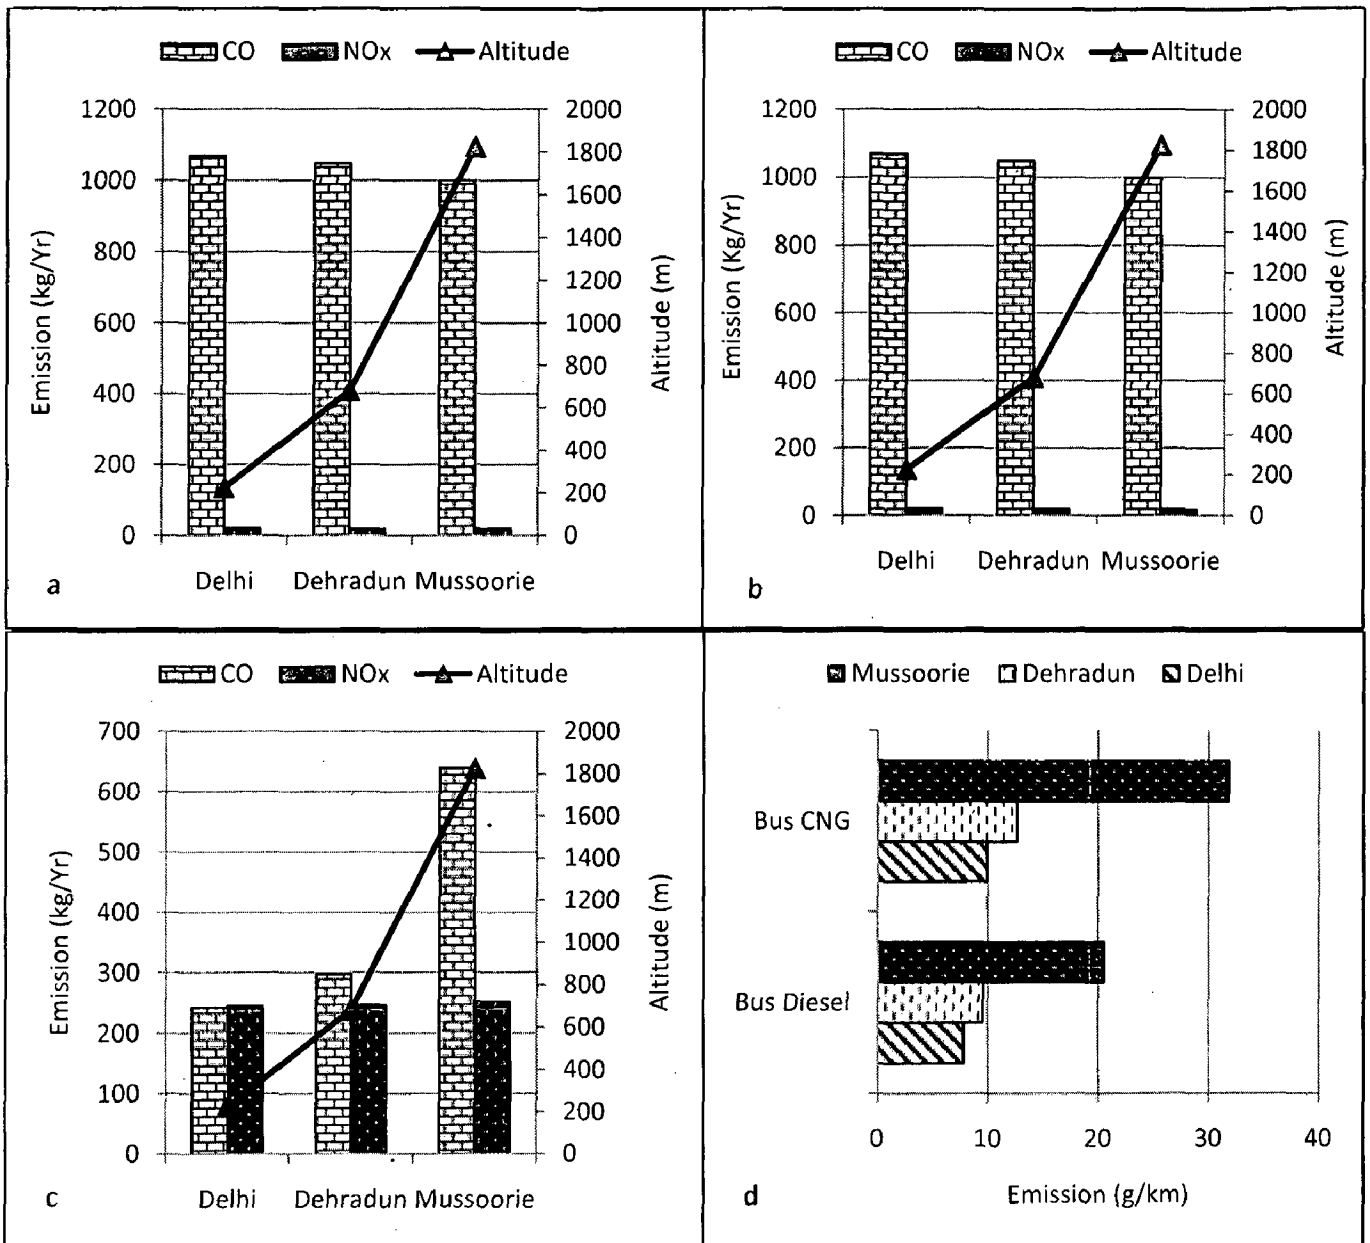 CO NOx Altitude
1200
1000
800
600
400
200
0
Emission (kg/Yr)
2000
1800
1600
1400
1200
1000
800
600
400
200
0
Altitude (m)
Delhi Dehradun Mussoorie
a
CO NOx Altitude
1200
1000
800
600
400
200
0
Emission (Kg/Yr)
2000
1800
1600
1400
1200
1000
800
600
400
200
0
Altitude (m)
Delhi Dehradun Mussoorie
b
CO NOx Altitude
700
600
500
400
300
200
100
0
Emission (kg/Yr)
2000
1800
1600
1400
1200
1000
800
600
400
200
0
Altitude (m)
Delhi Dehradun Mussoorie
c
Mussoorie Dehradun Delhi
Bus CNG
Bus Diesel
0 10 20 30 40
Emission (g/km)
d